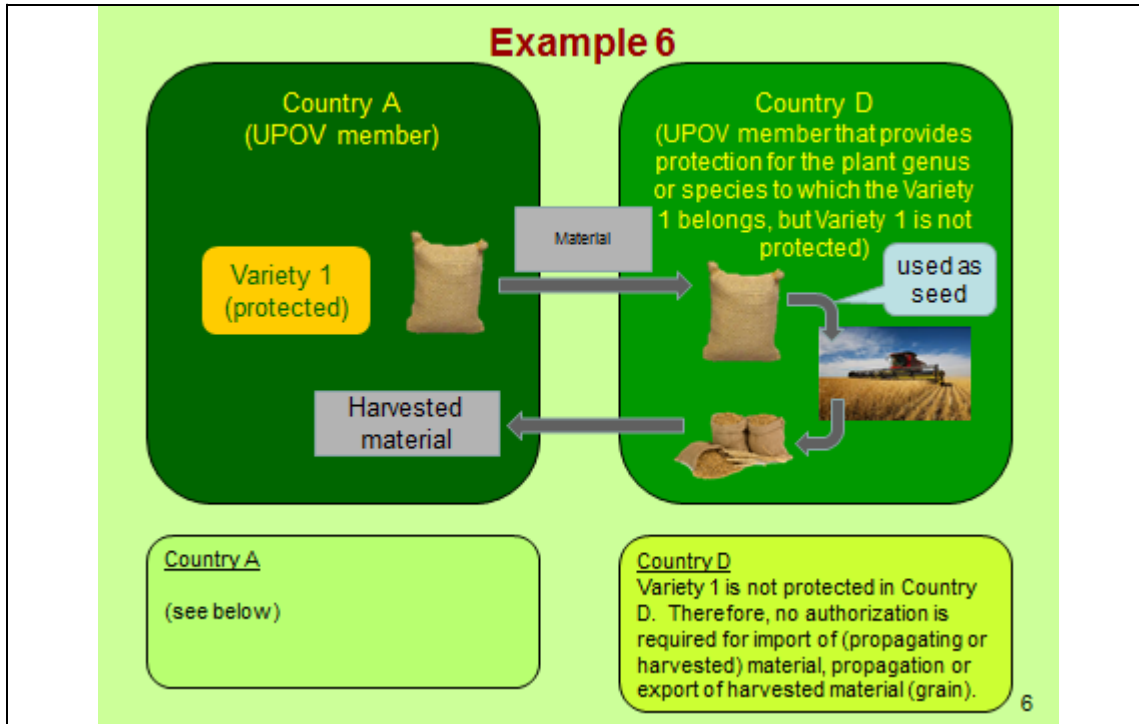 Example 6
Country A
(UPOV member)
Variety 1
(protected)
Material
Harvested
material
Country D
(UPOV member that provides
protection for the plant genus
or species to which the Variety
1 belongs, but Variety 1 is not
protected)
used as
seed
Country A
(see below)
Country D
Variety 1 is not protected in Country
D. Therefore, no authorization is
required for import of (propagating or
harvested) material, propagation or
export of harvested material (grain).
6